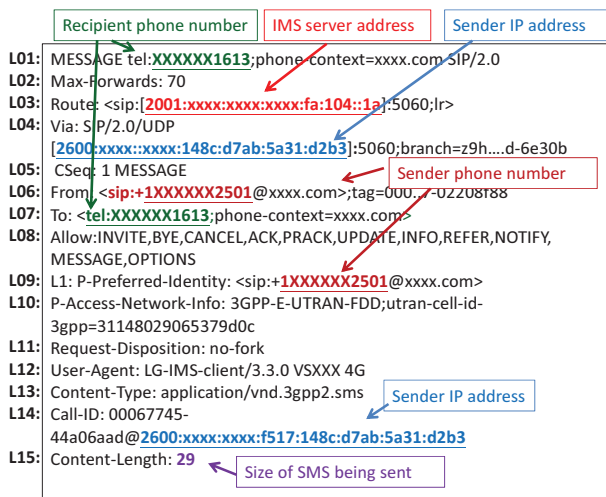 Recipient phone number IMS server address Sender IP address
L01: MESSAGE tel:XXXXXX1613;phone-context=xxxx.com SIP/2.0
L02: Max-Forwards: 70
L03: Route: <sip:[2001:xxxx:xxxx:xxxx:fa:104::1a]:5060;lr>
L04: Via: SIP/2.0/UDP
[2600:xxxx::xxxx:148c:d7ab:5a31:d2b3]:5060;branch=z9h....d-6e30b
L05: CSeq: 1 MESSAGE
Sender phone number
L06: From: <sip:+1XXXXXX2501@xxxx.com>;tag=000...7-02208f88
L07: To: <tel:XXXXXX1613;phone-context=xxxx.com>
L08: Allow:INVITE,BYE,CANCEL,ACK,PRACK,UPDATE,INFO,REFER,NOTIFY,
MESSAGE,OPTIONS
L09: L1: P-Preferred-Identity: <sip:+1XXXXXX2501@xxxx.com>
L10: P-Access-Network-Info: 3GPP-E-UTRAN-FDD;utran-cell-id-
3gpp=31148029065379d0c
L11: Request-Disposition: no-fork
L12: User-Agent: LG-IMS-client/3.3.0 VSXXX 4G
L13: Content-Type: application/vnd.3gpp2.sms
Sender IP address
L14: Call-ID: 00067745-
44a06aad@2600:xxxx:xxxx:f517:148c:d7ab:5a31:d2b3
L15: Content-Length: 29
Size of SMS being sent